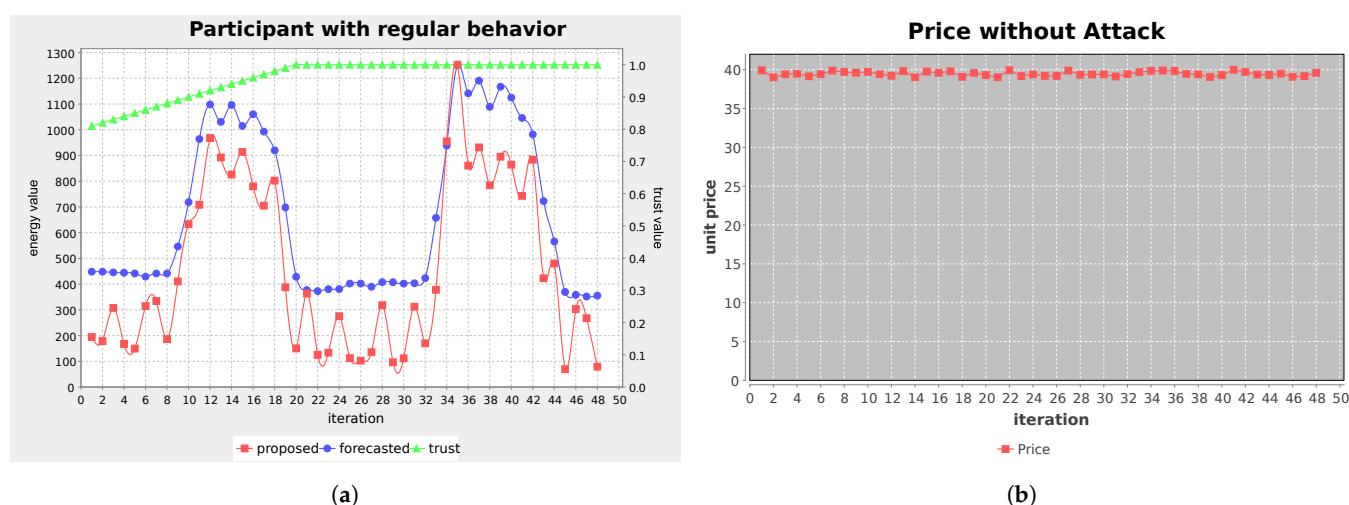 Participant with regular behavior
1300
1200
1100
1000
900
800
700
600
500
400
300
200
100
0
energy value
1.0
0.9
0.8
0.7
0.6
0.5
0.4
0.3
0.2
0.1
0.0
trust value
0 2 4 6 8 10 12 14 16 18 20 22 24 26 28 30 32 34 36 38 40 42 44 46 48 50
iteration
proposed forecasted trust
(a)
Price without Attack
40
35
30
25
20
15
10
5
0
unit price
0 2 4 6 8 10 12 14 16 18 20 22 24 26 28 30 32 34 36 38 40 42 44 46 48 50
iteration
Price
(b)